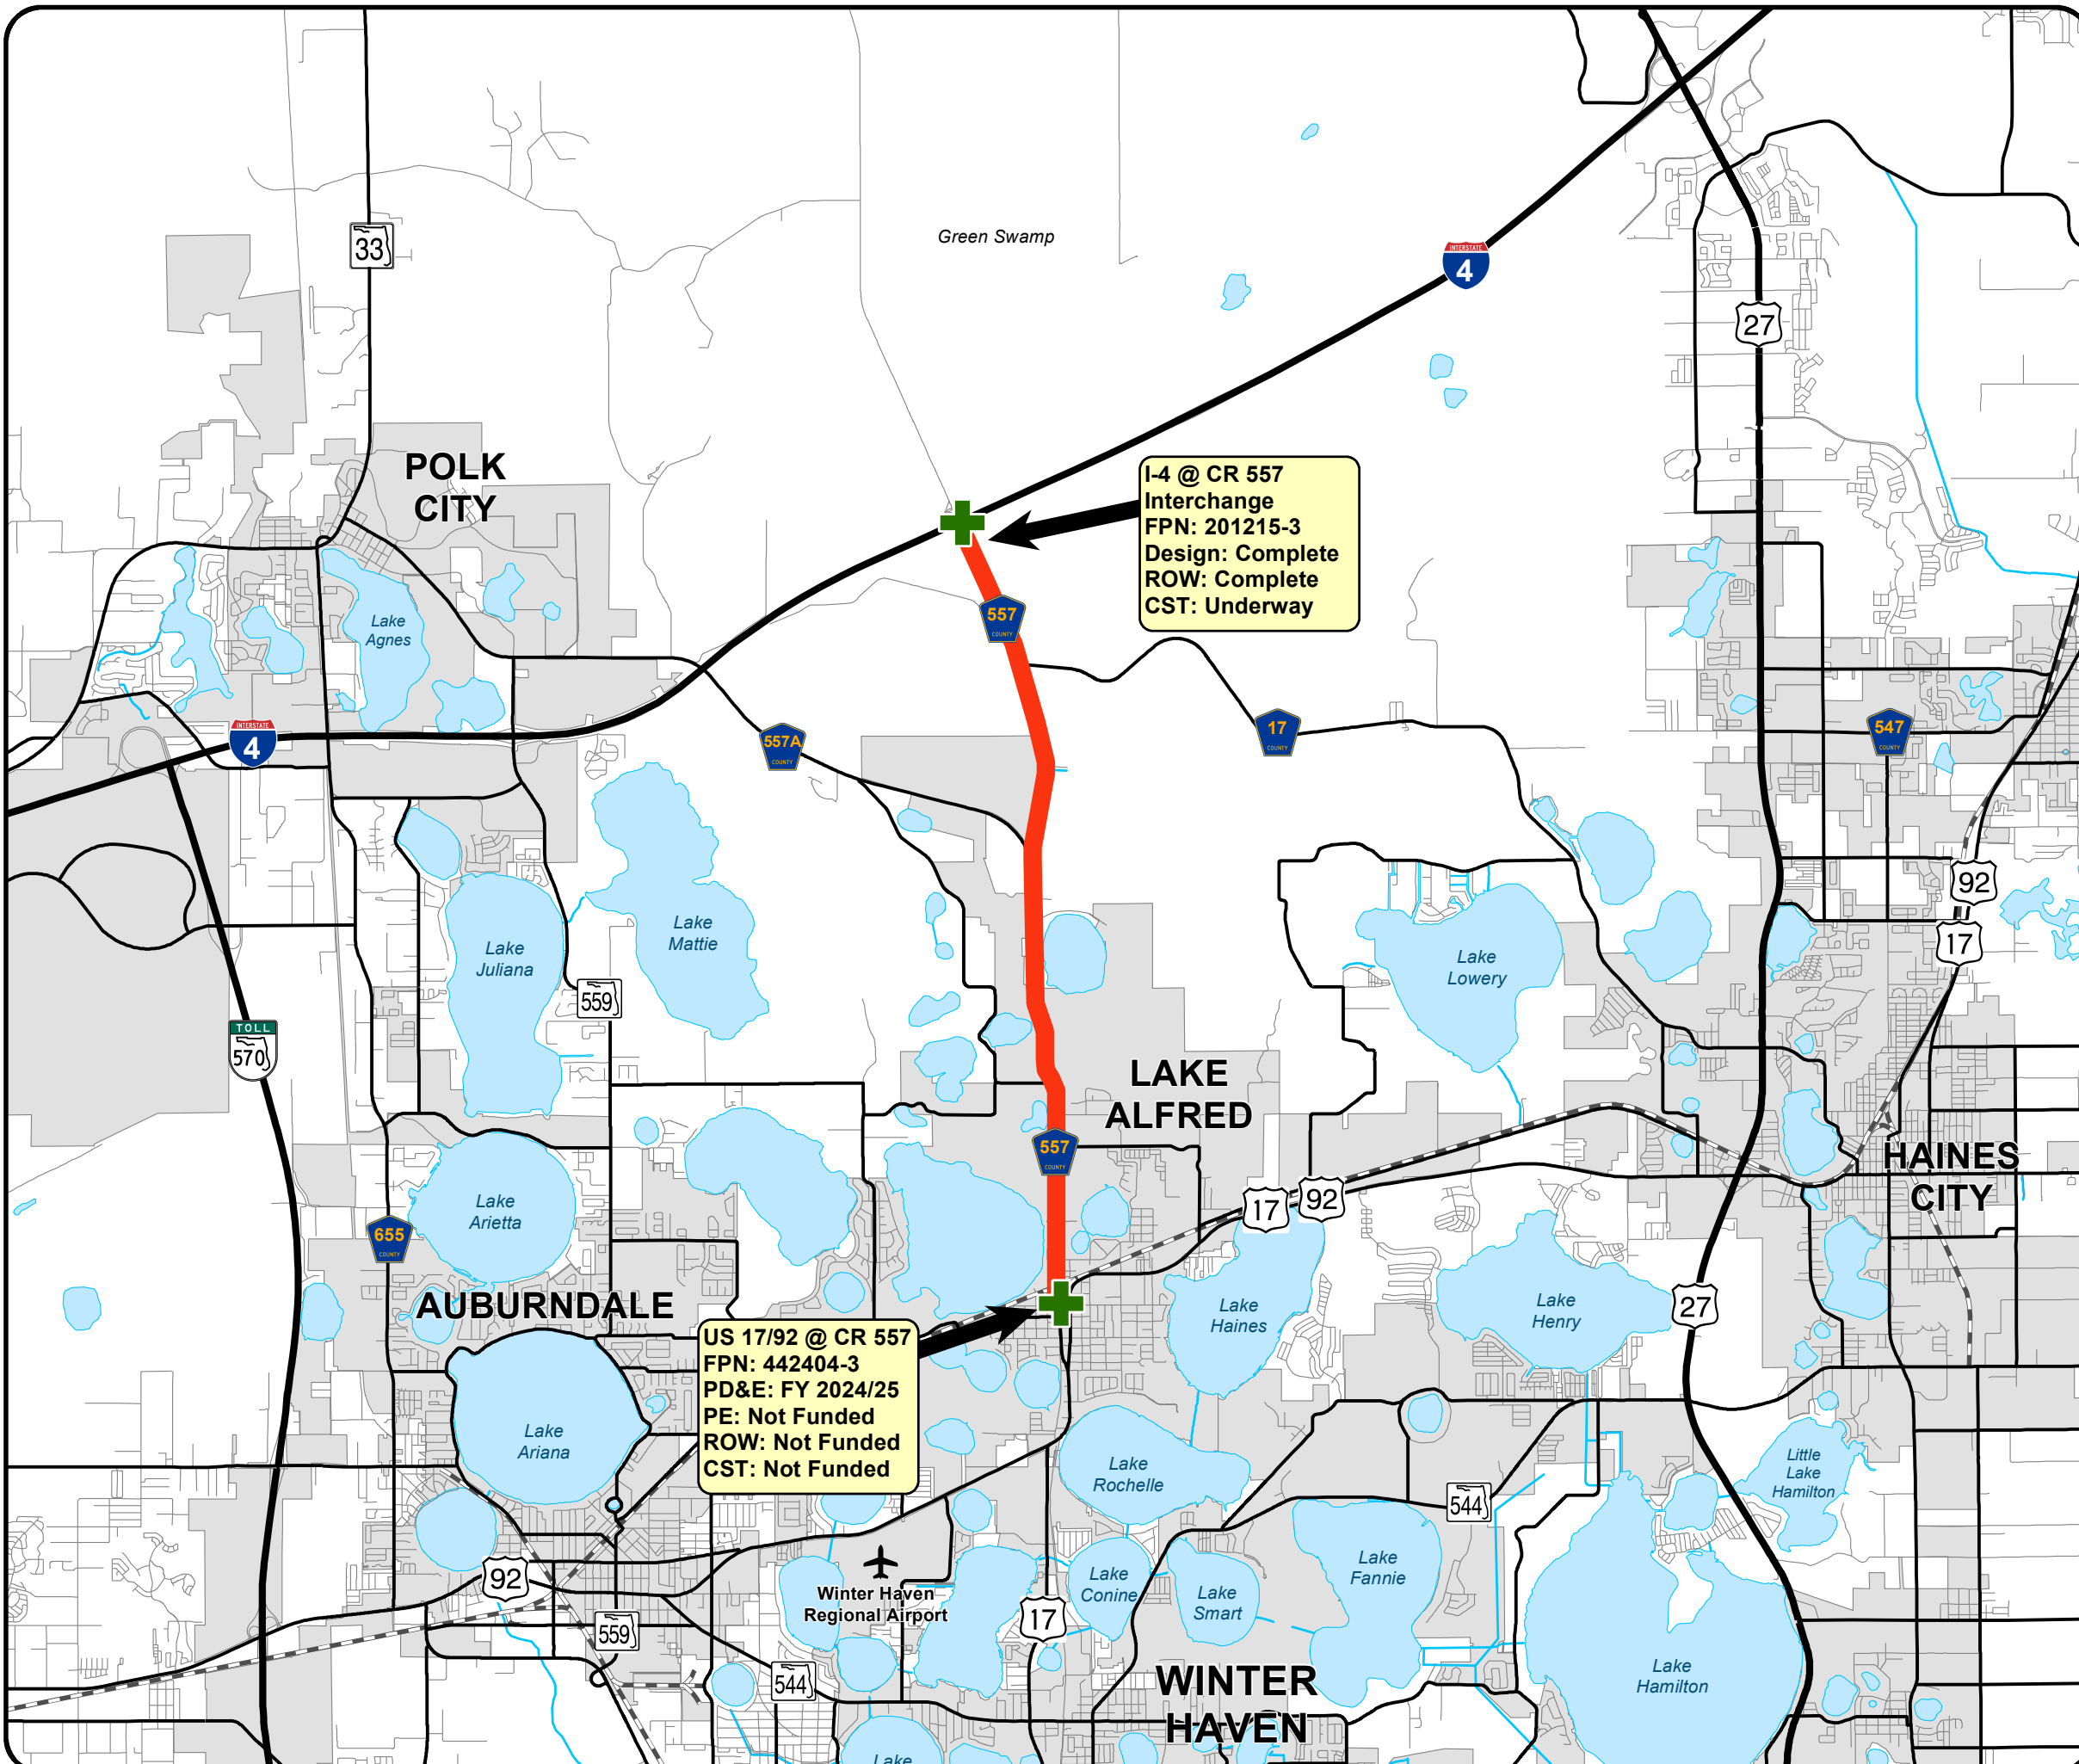 33
Green Swamp
INTERSTATE
4
27
POLK
CITY
I-4 @ CR 557
Interchange
FPN: 201215-3
Design: Complete
ROW: Complete
CST: Underway
557
COUNTY
Lake
Agnes
INTERSTATE
4
557A
COUNTY
17
COUNTY
547
COUNTY
92
17
Lake
Mattie
Lake
Juliana
Lake
Lowery
559
TOLL
570
LAKE
ALFRED
557
COUNTY
HAINES
CITY
17
92
Lake
Arietta
655
COUNTY
AUBURNDALE
Lake
Haines
Lake
Henry
27
US 17/92 @ CR 557
FPN: 442404-3
PD&E: FY 2024/25
PE: Not Funded
ROW: Not Funded
CST: Not Funded
Lake
Ariana
Lake
Rochelle
Little
Lake
Hamilton
544
92
Winter Haven
Regional Airport
Lake
Conine
Lake
Smart
Lake
Fannie
17
559
544
WINTER
HAVEN
Lake
Hamilton
Lake